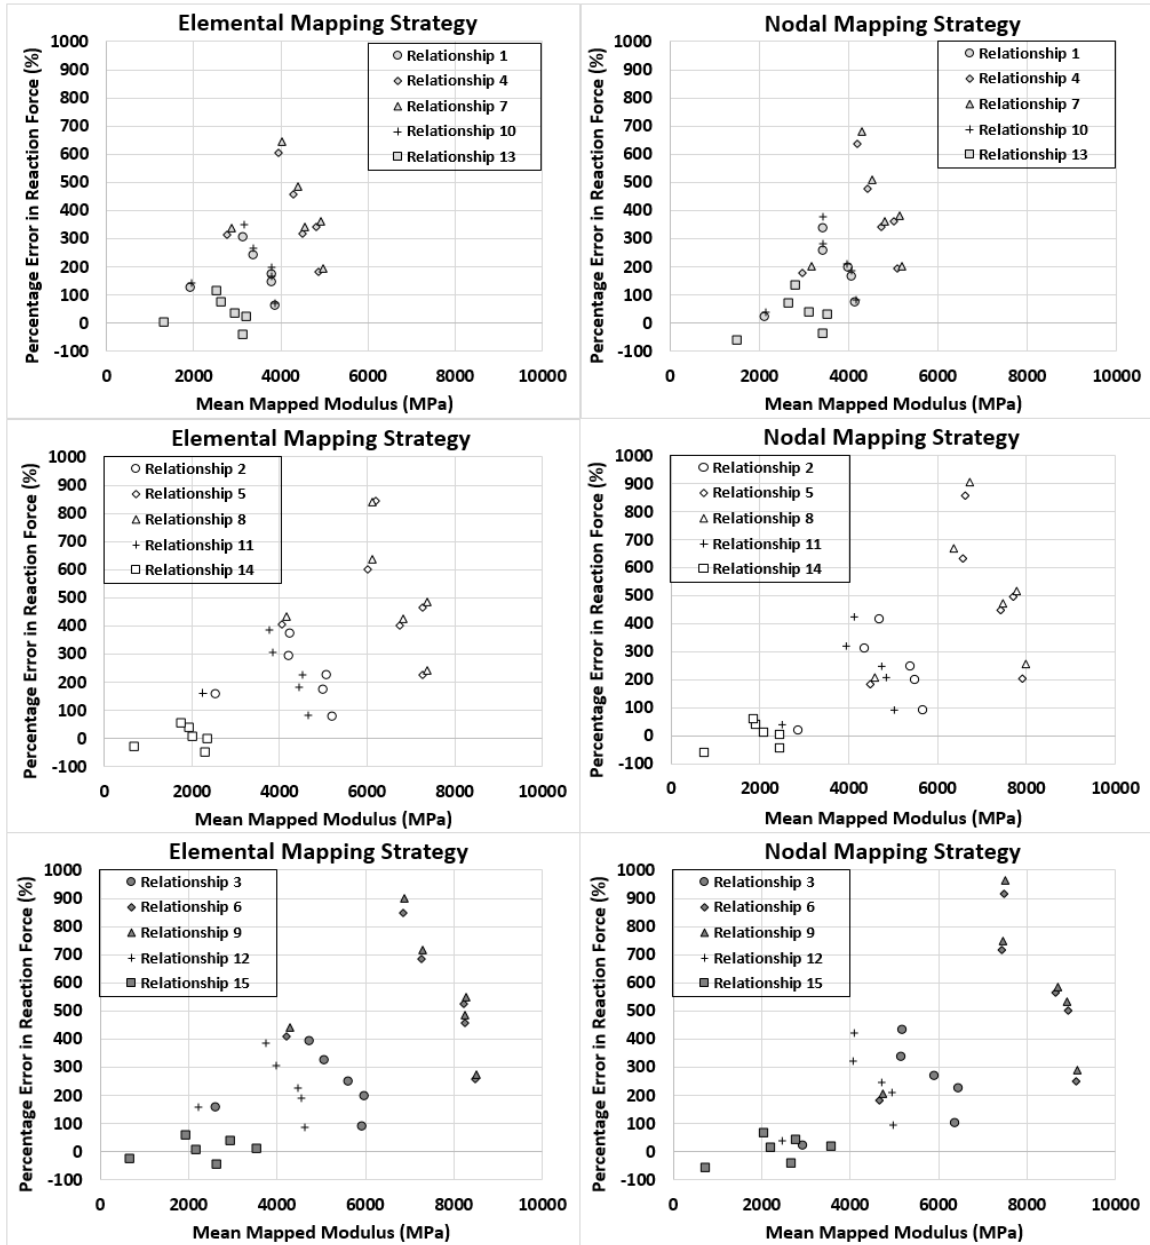 Elemental Mapping Strategy
Percentage Error in Reaction Force (%)
1000
900
800
700
600
500
400
300
200
100
0
-100
Relationship 1
Relationship 4
Relationship 7
Relationship 10
Relationship 13
0 2000 4000 6000 8000 10000
Mean Mapped Modulus (MPa)
Nodal Mapping Strategy
Percentage Error in Reaction Force (%)
1000
900
800
700
600
500
400
300
200
100
0
-100
Relationship 1
Relationship 4
Relationship 7
Relationship 10
Relationship 13
0 2000 4000 6000 8000 10000
Mean Mapped Modulus (MPa)
Elemental Mapping Strategy
Percentage Error in Reaction Force (%)
1000
900
800
700
600
500
400
300
200
100
0
-100
Relationship 2
Relationship 5
Relationship 8
Relationship 11
Relationship 14
0 2000 4000 6000 8000 10000
Mean Mapped Modulus (MPa)
Nodal Mapping Strategy
Percentage Error in Reaction Force (%)
1000
900
800
700
600
500
400
300
200
100
0
-100
Relationship 2
Relationship 5
Relationship 8
Relationship 11
Relationship 14
0 2000 4000 6000 8000 10000
Mean Mapped Modulus (MPa)
Elemental Mapping Strategy
Percentage Error in Reaction Force (%)
1000
900
800
700
600
500
400
300
200
100
0
-100
Relationship 3
Relationship 6
Relationship 9
Relationship 12
Relationship 15
0 2000 4000 6000 8000 10000
Mean Mapped Modulus (MPa)
Nodal Mapping Strategy
Percentage Error in Reaction Force (%)
1000
900
800
700
600
500
400
300
200
100
0
-100
Relationship 3
Relationship 6
Relationship 9
Relationship 12
Relationship 15
0 2000 4000 6000 8000 10000
Mean Mapped Modulus (MPa)